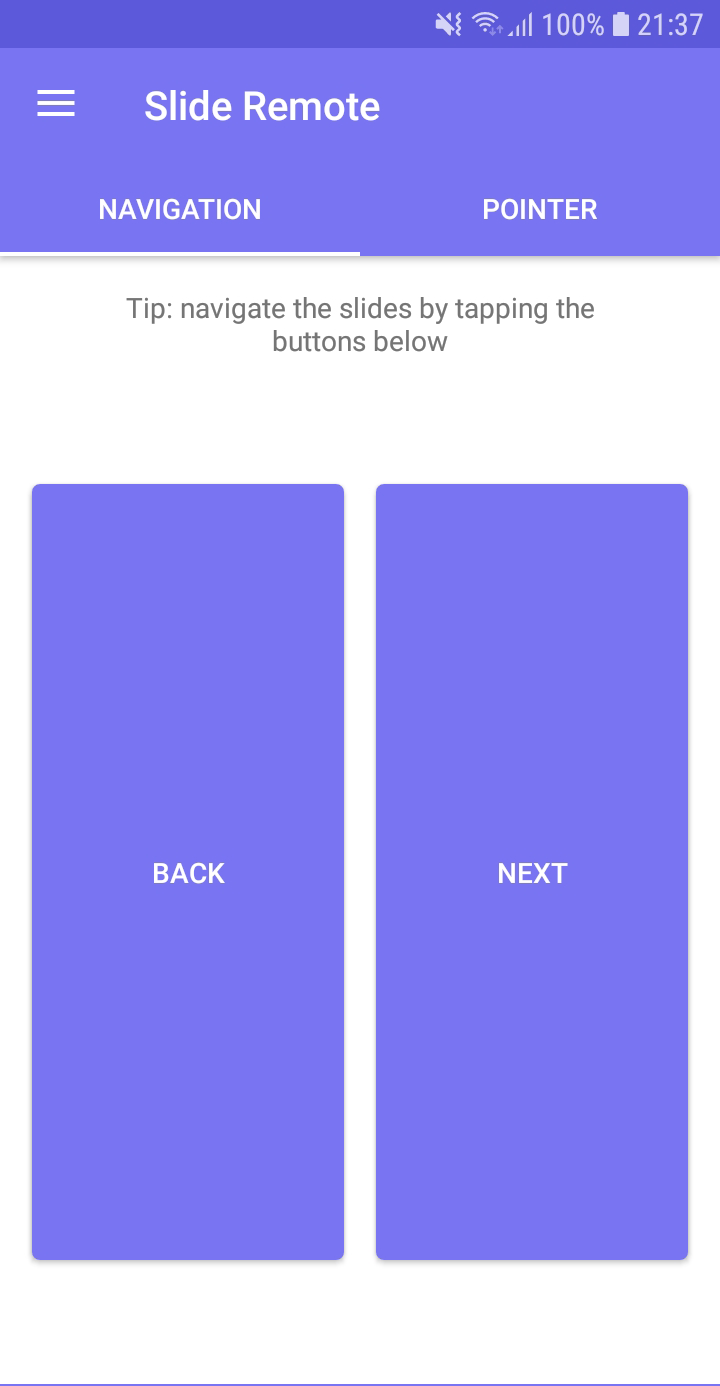 100% 21:37
Slide Remote
NAVIGATION POINTER
Tip: navigate the slides by tapping the
buttons below
BACK NEXT